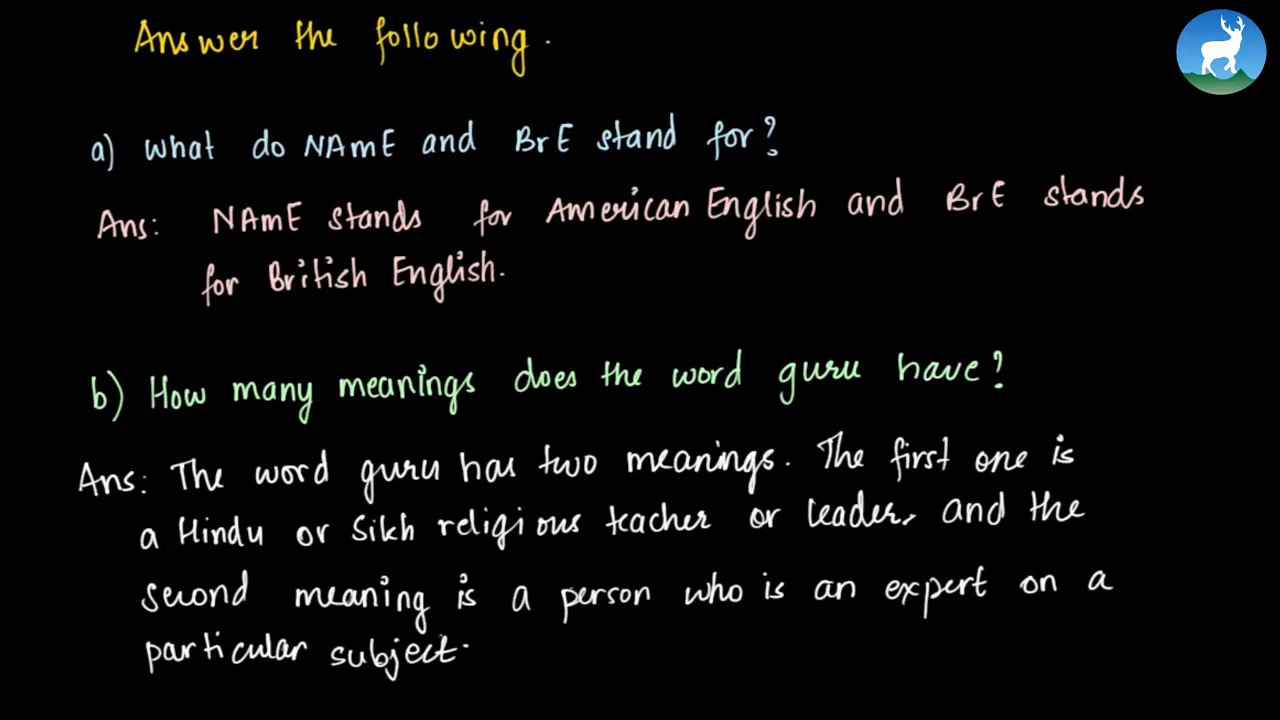 Answer the following.
a) What do NAmE and BrE stand for?
Ans: NAmE stands for American English and BrE stands
for British English.
b) How many meanings does the word guru have?
Ans: The word guru has two meanings. The first one is
a Hindu or Sikh religious teacher or leader, and the
second meaning is a person who is an expert on a
particular subject.